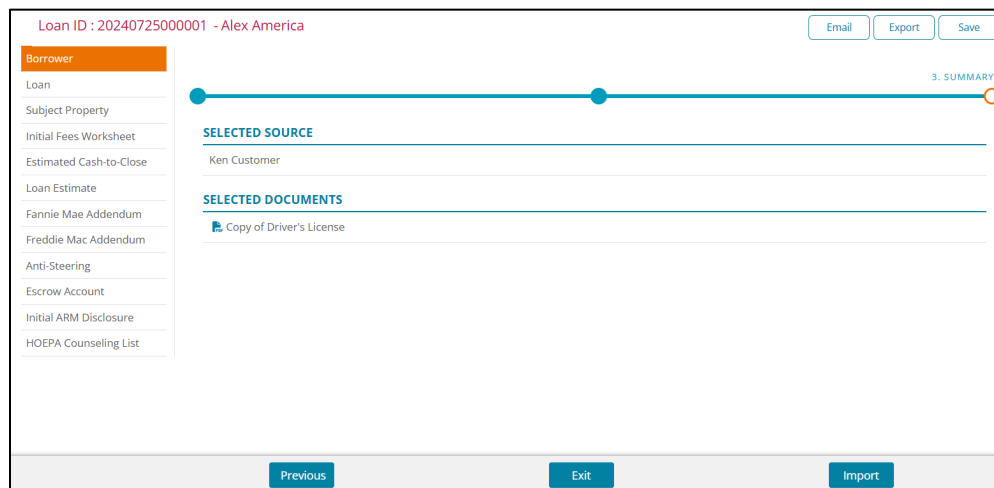 Loan ID : 20240725000001 - Alex America
Email
Export
Save
Borrower
Loan
Subject Property
Initial Fees Worksheet
Estimated Cash-to-Close
Loan Estimate
Fannie Mae Addendum
Freddie Mac Addendum
Anti-Steering
Escrow Account
Initial ARM Disclosure
HOEPA Counseling List
3. SUMMARY
SELECTED SOURCE
Ken Customer
SELECTED DOCUMENTS
Copy of Driver's License
Previous
Exit
Import